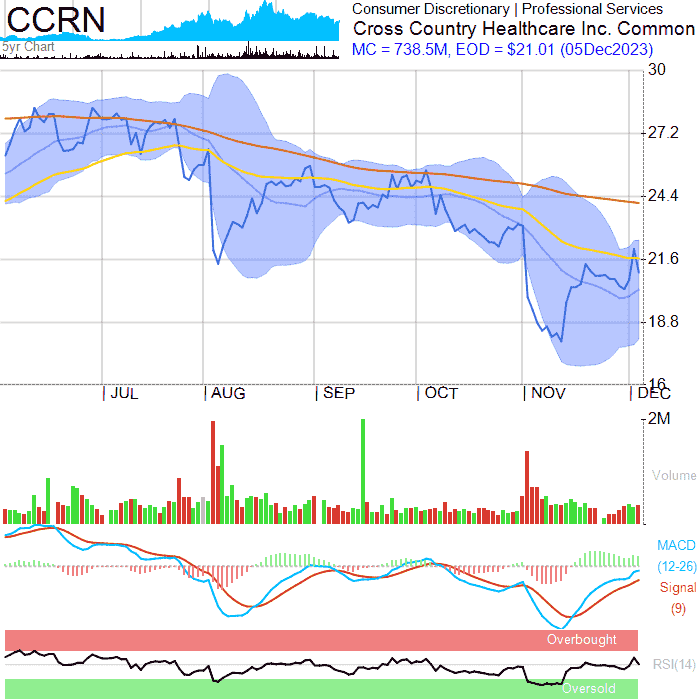 CCRN
5yr Chart
Consumer Discretionary | Professional Services
Cross Country Healthcare Inc. Common
MC = 738.5M, EOD = $21.01 (05Dec2023)
30
27.2
24.4
21.6
18.8
16
JUL AUG SEP OCT NOV DEC
2M
Volume
MACD
(12-26)
Signal
(9)
Overbought
RSI(14)
Oversold